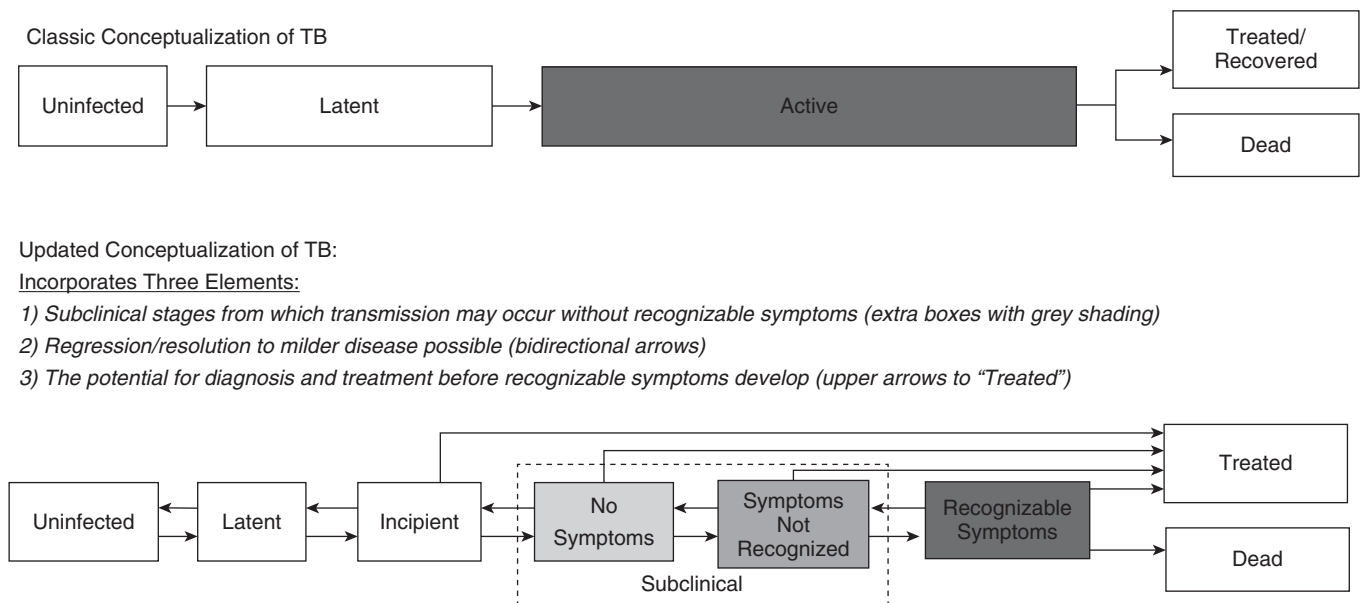 Classic Conceptualization of TB
Uninfected
Latent
Active
Treated/
Recovered
Dead
Updated Conceptualization of TB:
Incorporates Three Elements:
1) Subclinical stages from which transmission may occur without recognizable symptoms (extra boxes with grey shading)
2) Regression/resolution to milder disease possible (bidirectional arrows)
3) The potential for diagnosis and treatment before recognizable symptoms develop (upper arrows to “Treated”)
Uninfected
Latent
Incipient
No
Symptoms
Symptoms
Not
Recognized
Subclinical
Recognizable
Symptoms
Treated
Dead